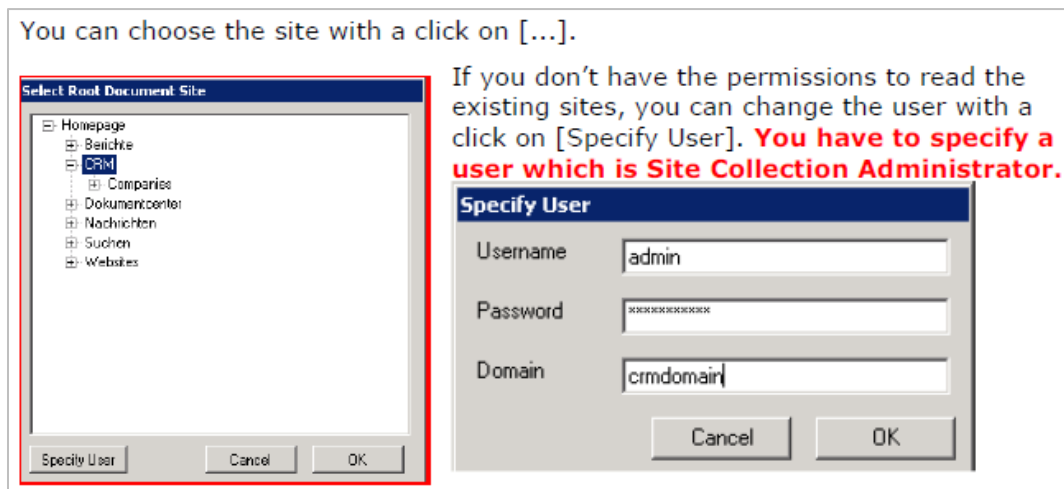 You can choose the site with a click on [...].
Select Root Document Site
Homepage
Berichte
CRM
Companies
Dokumentcenter
Nachrichten
Suchen
Websites
Specify User
Cancel
OK
If you don’t have the permissions to read the
existing sites, you can change the user with a
click on [Specify User]. You have to specify a
user which is Site Collection Administrator.
Specify User
Username
admin
Password
***********
Domain
crmdomain
Cancel
OK